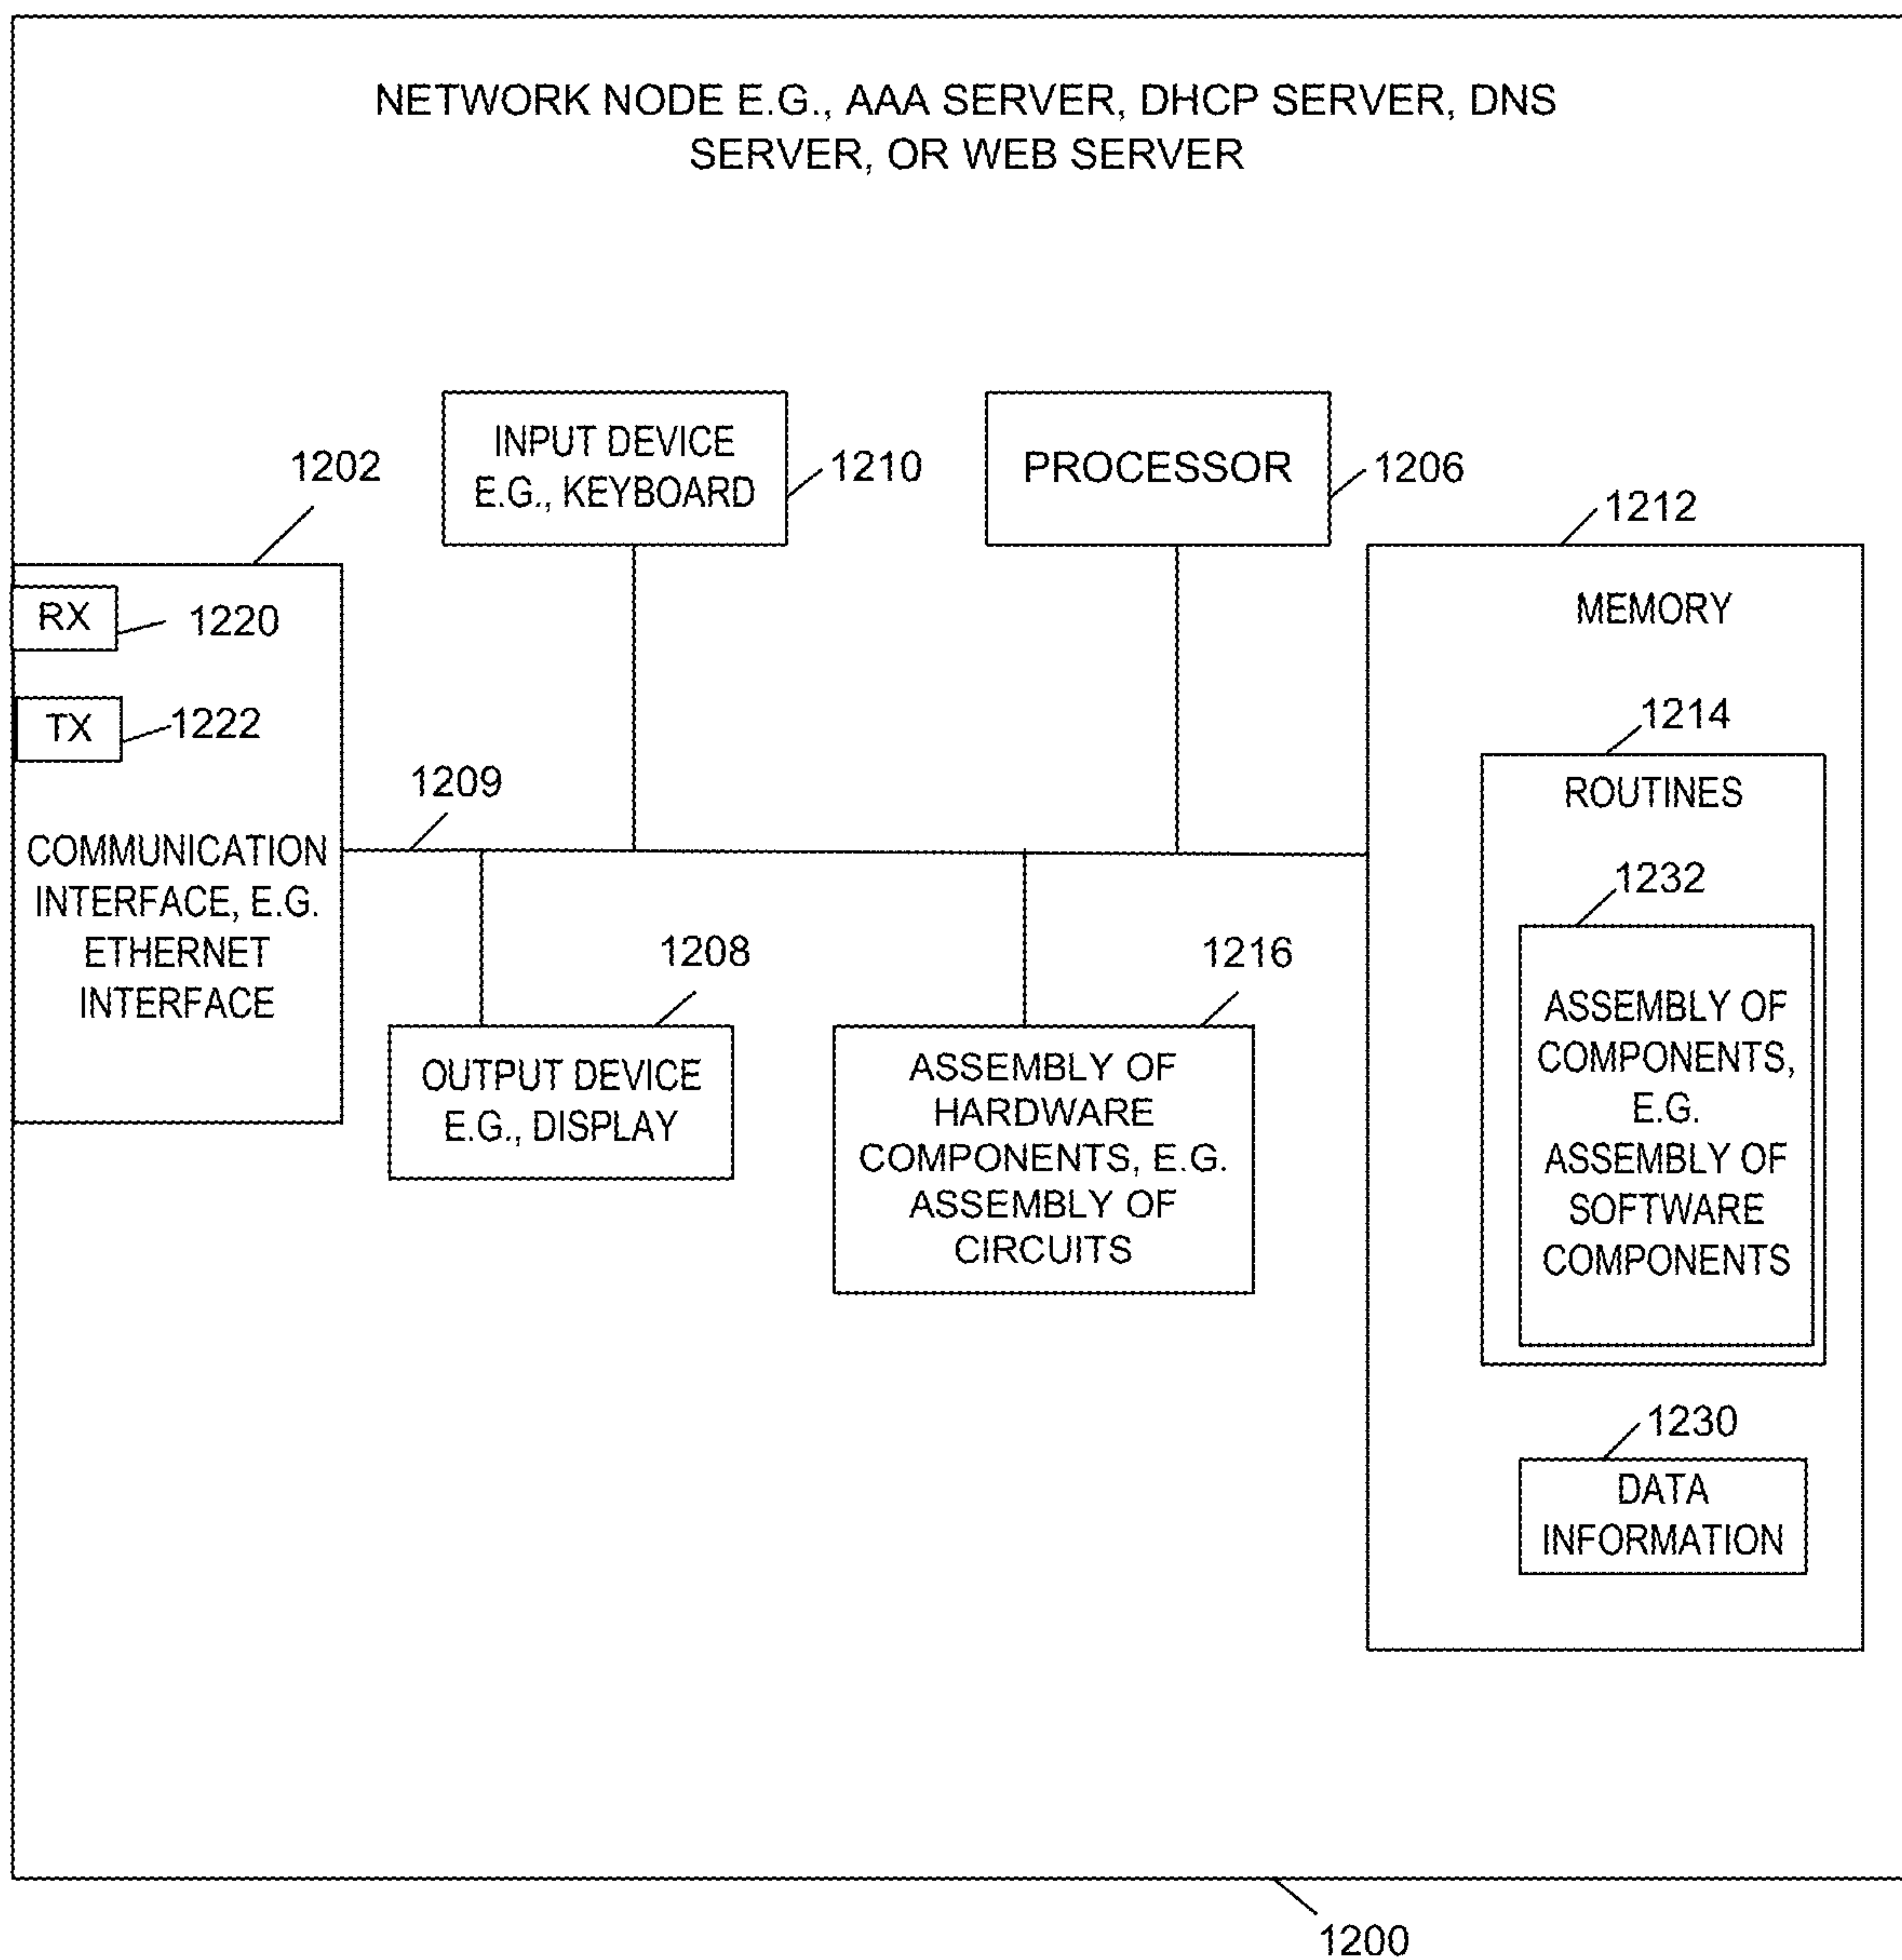 NETWORK NODE E.G., AAA SERVER, DHCP SERVER, DNS
SERVER, OR WEB SERVER
1202
INPUT DEVICE
E.G., KEYBOARD
1210
PROCESSOR
1206
1212
RX
1220
TX
1222
COMMUNICATION
INTERFACE, E.G.
ETHERNET
INTERFACE
1209
MEMORY
1214
ROUTINES
1232
ASSEMBLY OF
COMPONENTS,
E.G.
ASSEMBLY OF
SOFTWARE
COMPONENTS
1208
OUTPUT DEVICE
E.G., DISPLAY
1216
ASSEMBLY OF
HARDWARE
COMPONENTS, E.G.
ASSEMBLY OF
CIRCUITS
1230
DATA
INFORMATION
1200